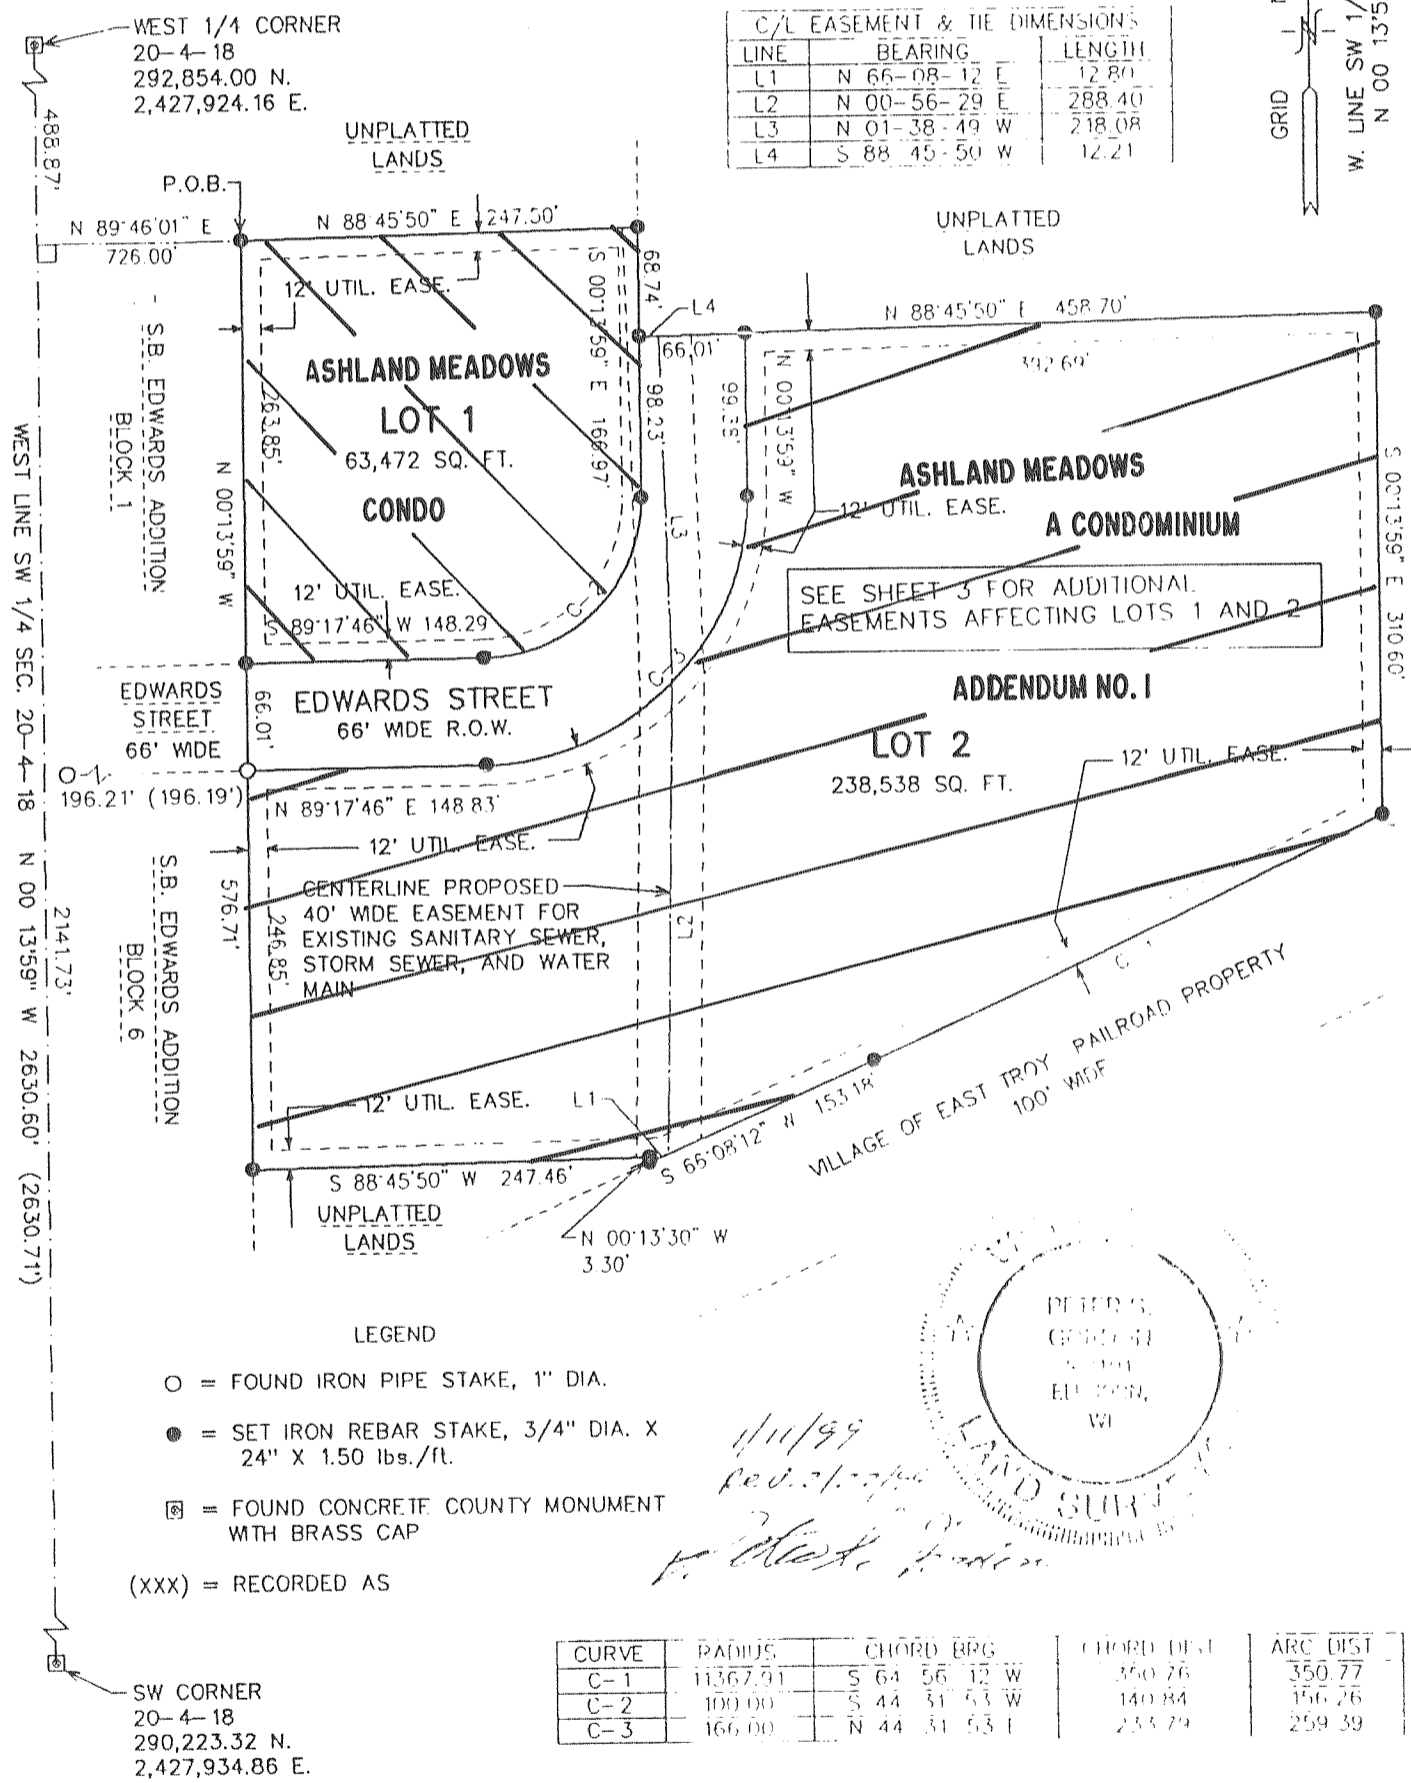 WEST 1/4 CORNER
20-4-18
292,854.00 N.
2,427,924.16 E.
488.87'
C/L EASEMENT & TIE DIMENSIONS
LINE BEARING LENGTH
L1 N 66-08-12 E 12.80
L2 N 00-56-29 E 288.40
L3 N 01-38-49 W 218.08
L4 S 88 45-50 W 12.21
GRID
W. LINE SW 1/
N 00 13'5
UNPLATTED
LANDS
P.O.B.
N 89°46'01" E
726.00'
N 88°45'50" E 247.50'
12' UTIL. EASE.
S 00°13'59" E 166.97'
68.74'
L4
66.01'
98.23'
L3
99.38'
UNPLATTED
LANDS
N 88°45'50" E 458.70'
392.69'
N 00°13'59" W
12' UTIL. EASE.
S 00°13'59" E 310.60'
S.B. EDWARDS ADDITION
BLOCK 1
N 00°13'59" W
263.85'
ASHLAND MEADOWS
LOT 1
63,472 SQ. FT.
CONDO
12' UTIL. EASE.
S 89°17'46" W 148.29
ASHLAND MEADOWS
A CONDOMINIUM
SEE SHEET 3 FOR ADDITIONAL
EASEMENTS AFFECTING LOTS 1 AND 2
ADDENDUM NO. 1
LOT 2
238,538 SQ. FT.
12' UTIL. EASE.
EDWARDS
STREET
66' WIDE
66.01'
EDWARDS STREET
66' WIDE R.O.W.
196.21' (196.19')
N 89°17'46" E 148.83'
12' UTIL. EASE.
CENTERLINE PROPOSED
40' WIDE EASEMENT FOR
EXISTING SANITARY SEWER,
STORM SEWER, AND WATER
MAIN
L2
S.B. EDWARDS ADDITION
BLOCK 6
576.71'
246.85'
2141.73'
WEST LINE SW 1/4 SEC. 20-4-18 N 00 13'59" W 2630.60' (2630.71')
12' UTIL. EASE.
L1
S 88°45'50" W 247.46'
S 66°08'12" W 153.18'
VILLAGE OF EAST TROY RAILROAD PROPERTY
100' WIDE
UNPLATTED
LANDS
N 00°13'30" W
3.30'
LEGEND
= FOUND IRON PIPE STAKE, 1" DIA.
= SET IRON REBAR STAKE, 3/4" DIA. X
24" X 1.50 lbs./ft.
= FOUND CONCRETE COUNTY MONUMENT
WITH BRASS CAP
(XXX) = RECORDED AS
1/11/99
PETER S.
GORDON
WI
LAND SURV
CURVE RADIUS CHORD BRG CHORD DIST ARC DIST
C-1 11367.91 S 64 56 12 W 350.76 350.77
C-2 100.00 S 44 31 53 W 140.84 156.26
C-3 166.00 N 44 31 53 E 233.79 259.39
SW CORNER
20-4-18
290,223.32 N.
2,427,934.86 E.